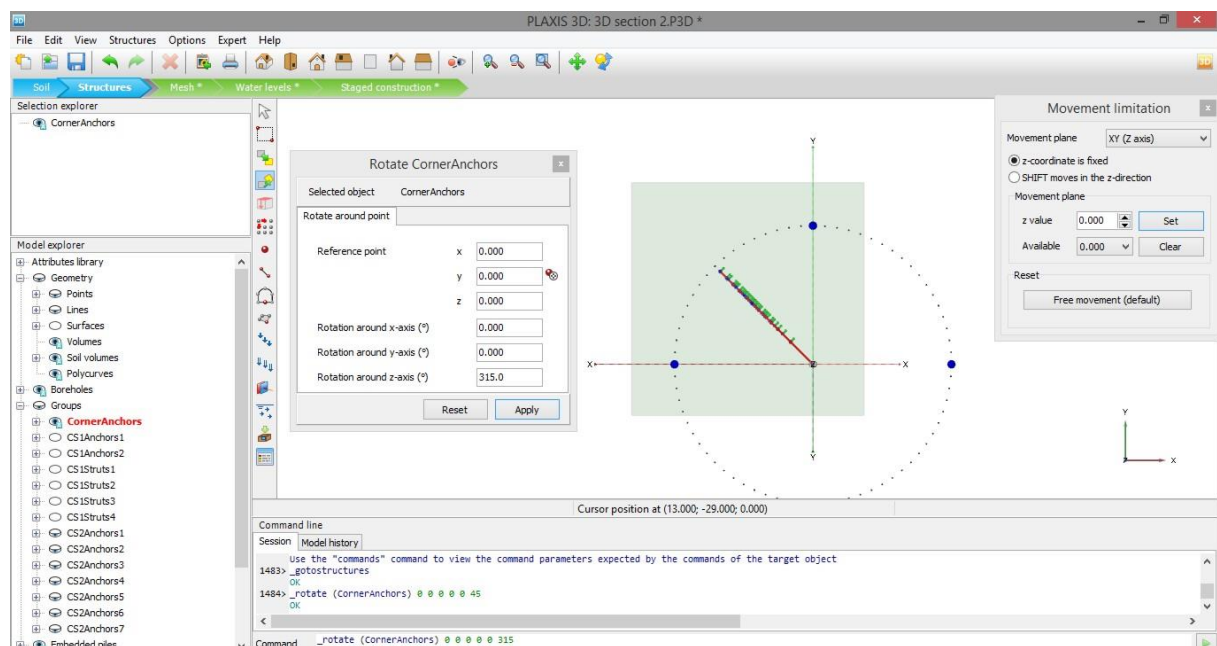 PLAXIS 3D: 3D section 2.P3D *
File Edit View Structures Options Expert Help
Soil Structures Mesh * Water levels * Staged construction *
Selection explorer
CornerAnchors
Model explorer
Attributes library
Geometry
Points
Lines
Surfaces
Volumes
Soil volumes
Polycurves
Boreholes
Groups
CornerAnchors
CS1Anchors1
CS1Anchors2
CS1Struts1
CS1Struts2
CS1Struts3
CS1Struts4
CS2Anchors1
CS2Anchors2
CS2Anchors3
CS2Anchors4
CS2Anchors5
CS2Anchors6
CS2Anchors7
Embedded piles
Rotate CornerAnchors
Selected object CornerAnchors
Rotate around point
Reference point x 0.000
y 0.000
z 0.000
Rotation around x-axis (°) 0.000
Rotation around y-axis (°) 0.000
Rotation around z-axis (°) 315.0
Reset Apply
Y
X Z X
Y
Y
Z X
Movement limitation
Movement plane XY (Z axis)
z-coordinate is fixed
SHIFT moves in the z-direction
Movement plane
z value 0.000 Set
Available 0.000 Clear
Reset
Free movement (default)
Cursor position at (13.000; -29.000; 0.000)
Command line
Session Model history
Use the "commands" command to view the command parameters expected by the commands of the target object
1483> _gotostructures
OK
1484> _rotate (CornerAnchors) 0 0 0 0 0 45
OK
Command _rotate (CornerAnchors) 0 0 0 0 0 315